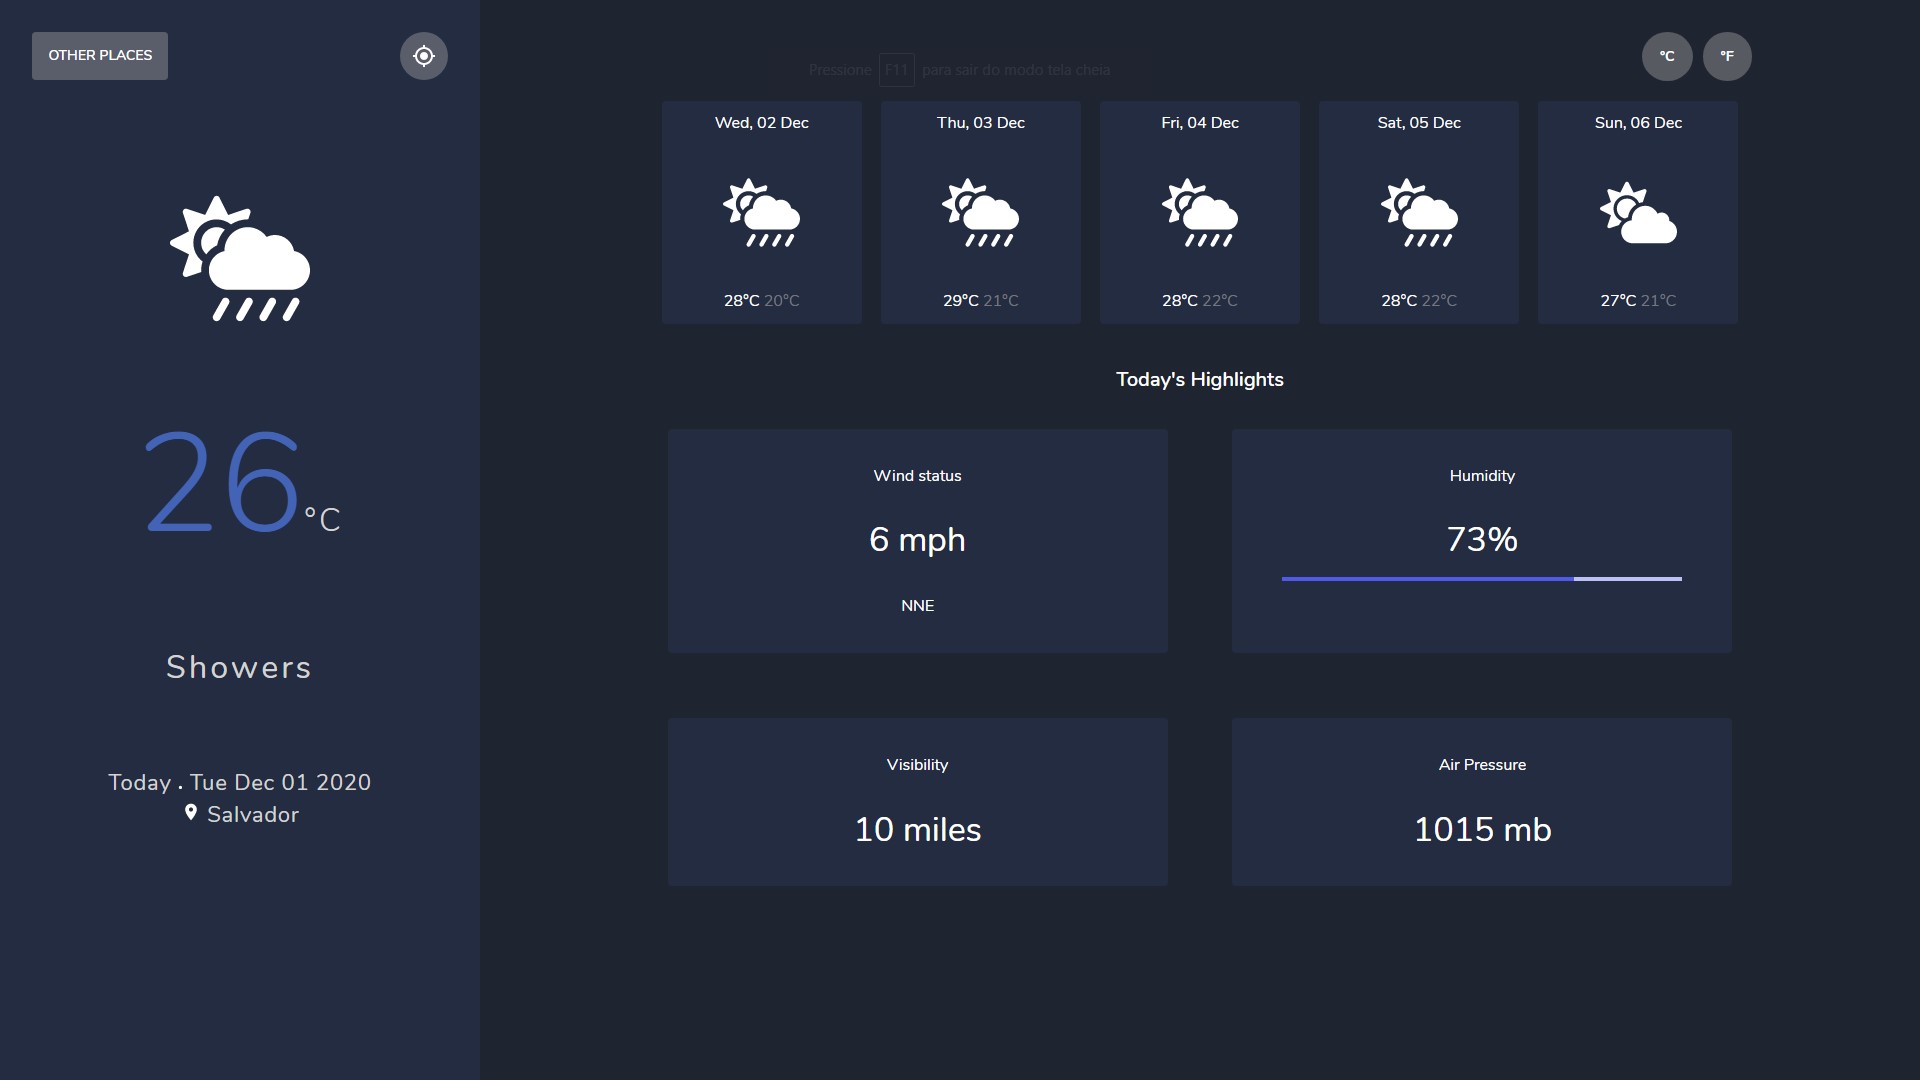 OTHER PLACES
26°C
Showers
Today . Tue Dec 01 2020
Salvador
Pressione F11 para sair do modo tela cheia
°C °F
Wed, 02 Dec
28°C 20°C
Thu, 03 Dec
29°C 21°C
Fri, 04 Dec
28°C 22°C
Sat, 05 Dec
28°C 22°C
Sun, 06 Dec
27°C 21°C
Today's Highlights
Wind status
6 mph
NNE
Humidity
73%
Visibility
10 miles
Air Pressure
1015 mb